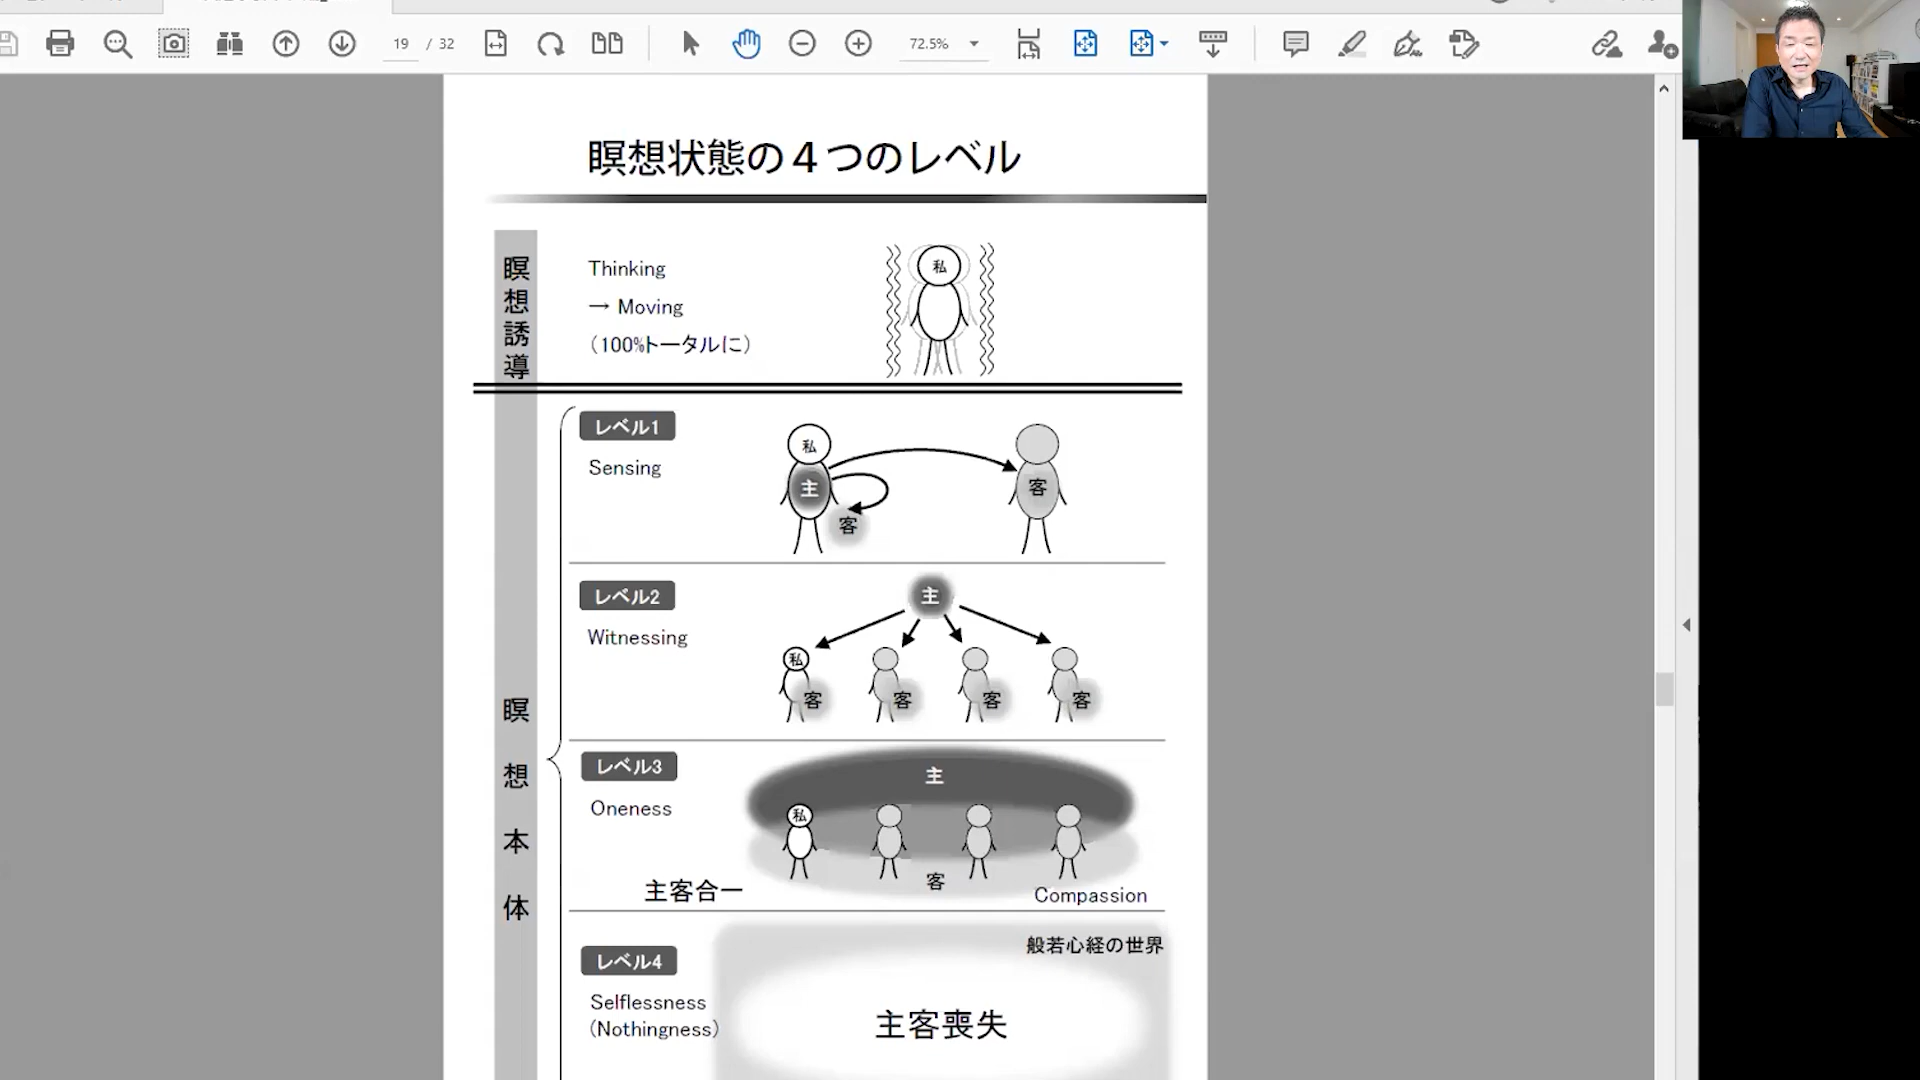 19 / 32
72.5%
瞑想状態の４つのレベル
瞑想誘導
Thinking
→ Moving
（100%トータルに）
私
瞑想本体
レベル1
Sensing
私
主
客
客
レベル2
Witnessing
主
私
客
客
客
客
レベル3
Oneness
主
私
客
主客合一
Compassion
レベル4
Selflessness
(Nothingness)
般若心経の世界
主客喪失